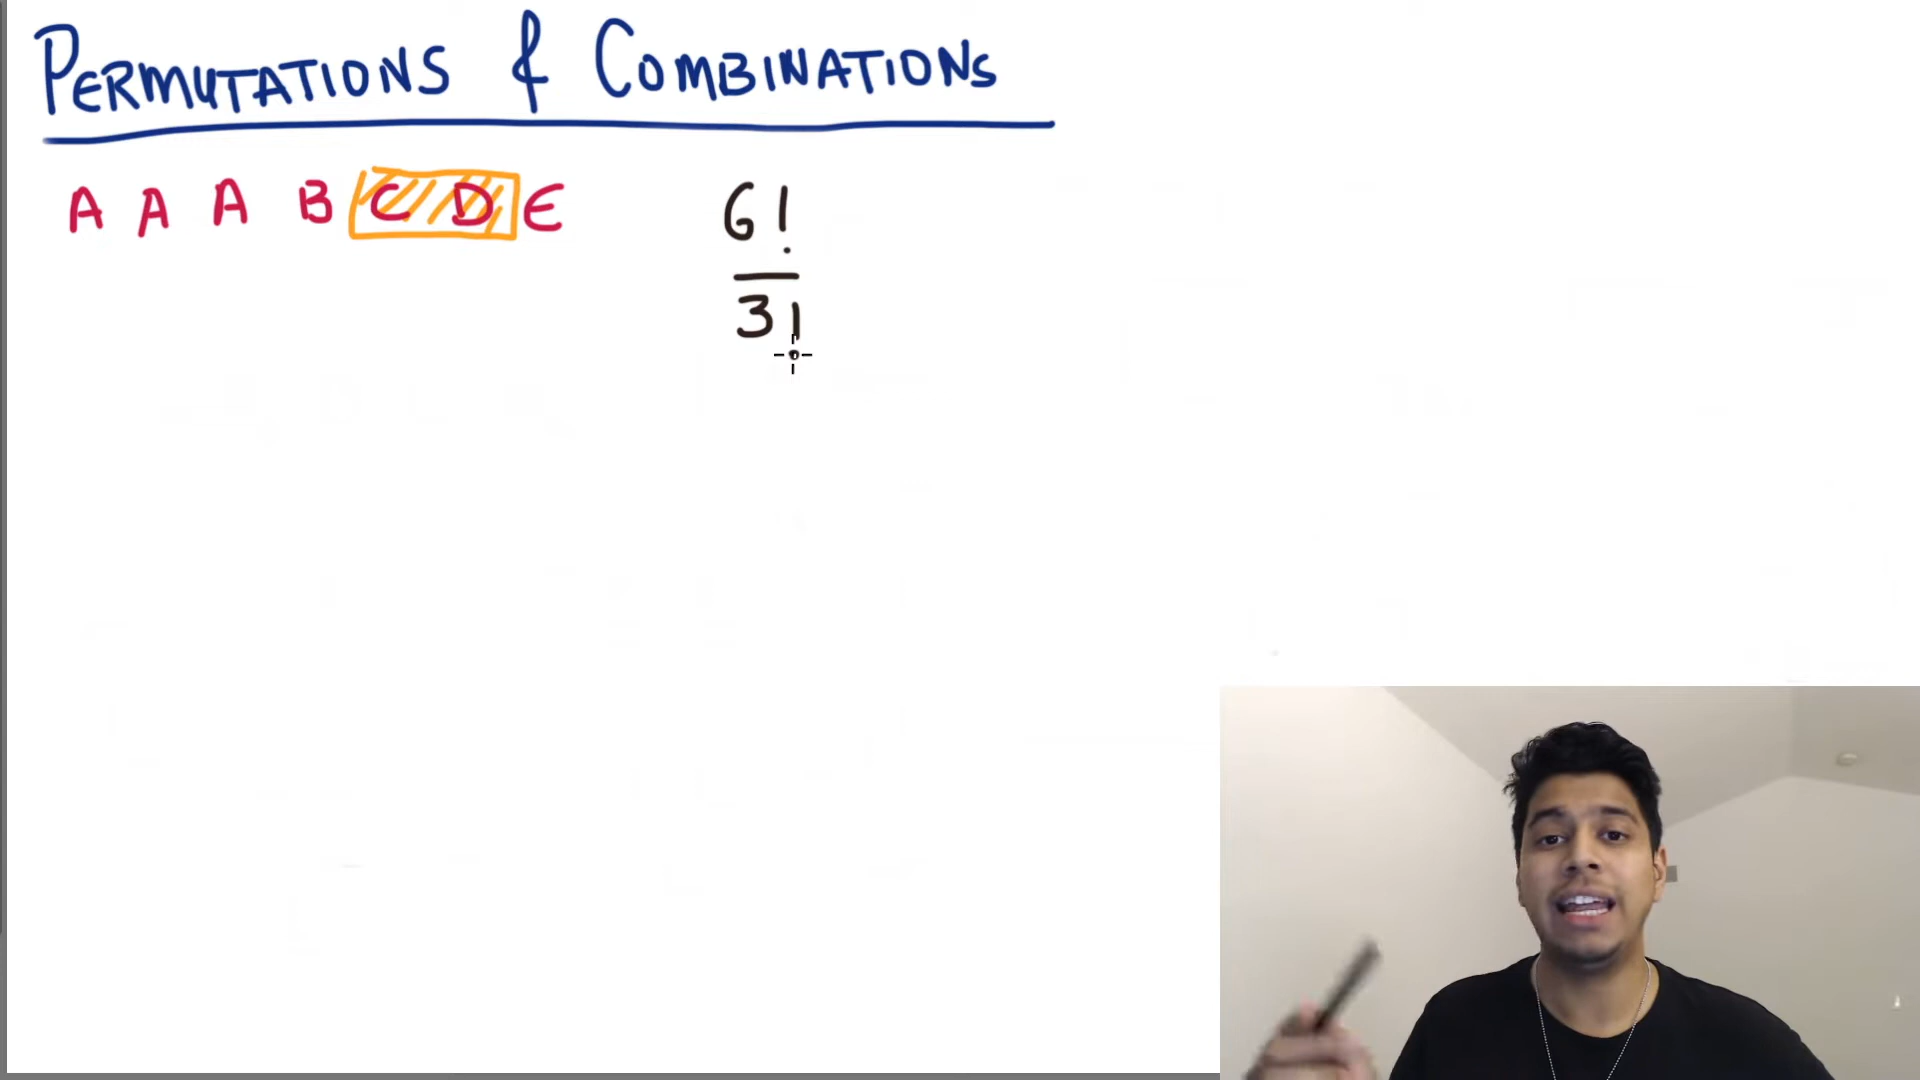 PERMUTATIONS & COMBINATIONS
A A A B C D E
6!
3!